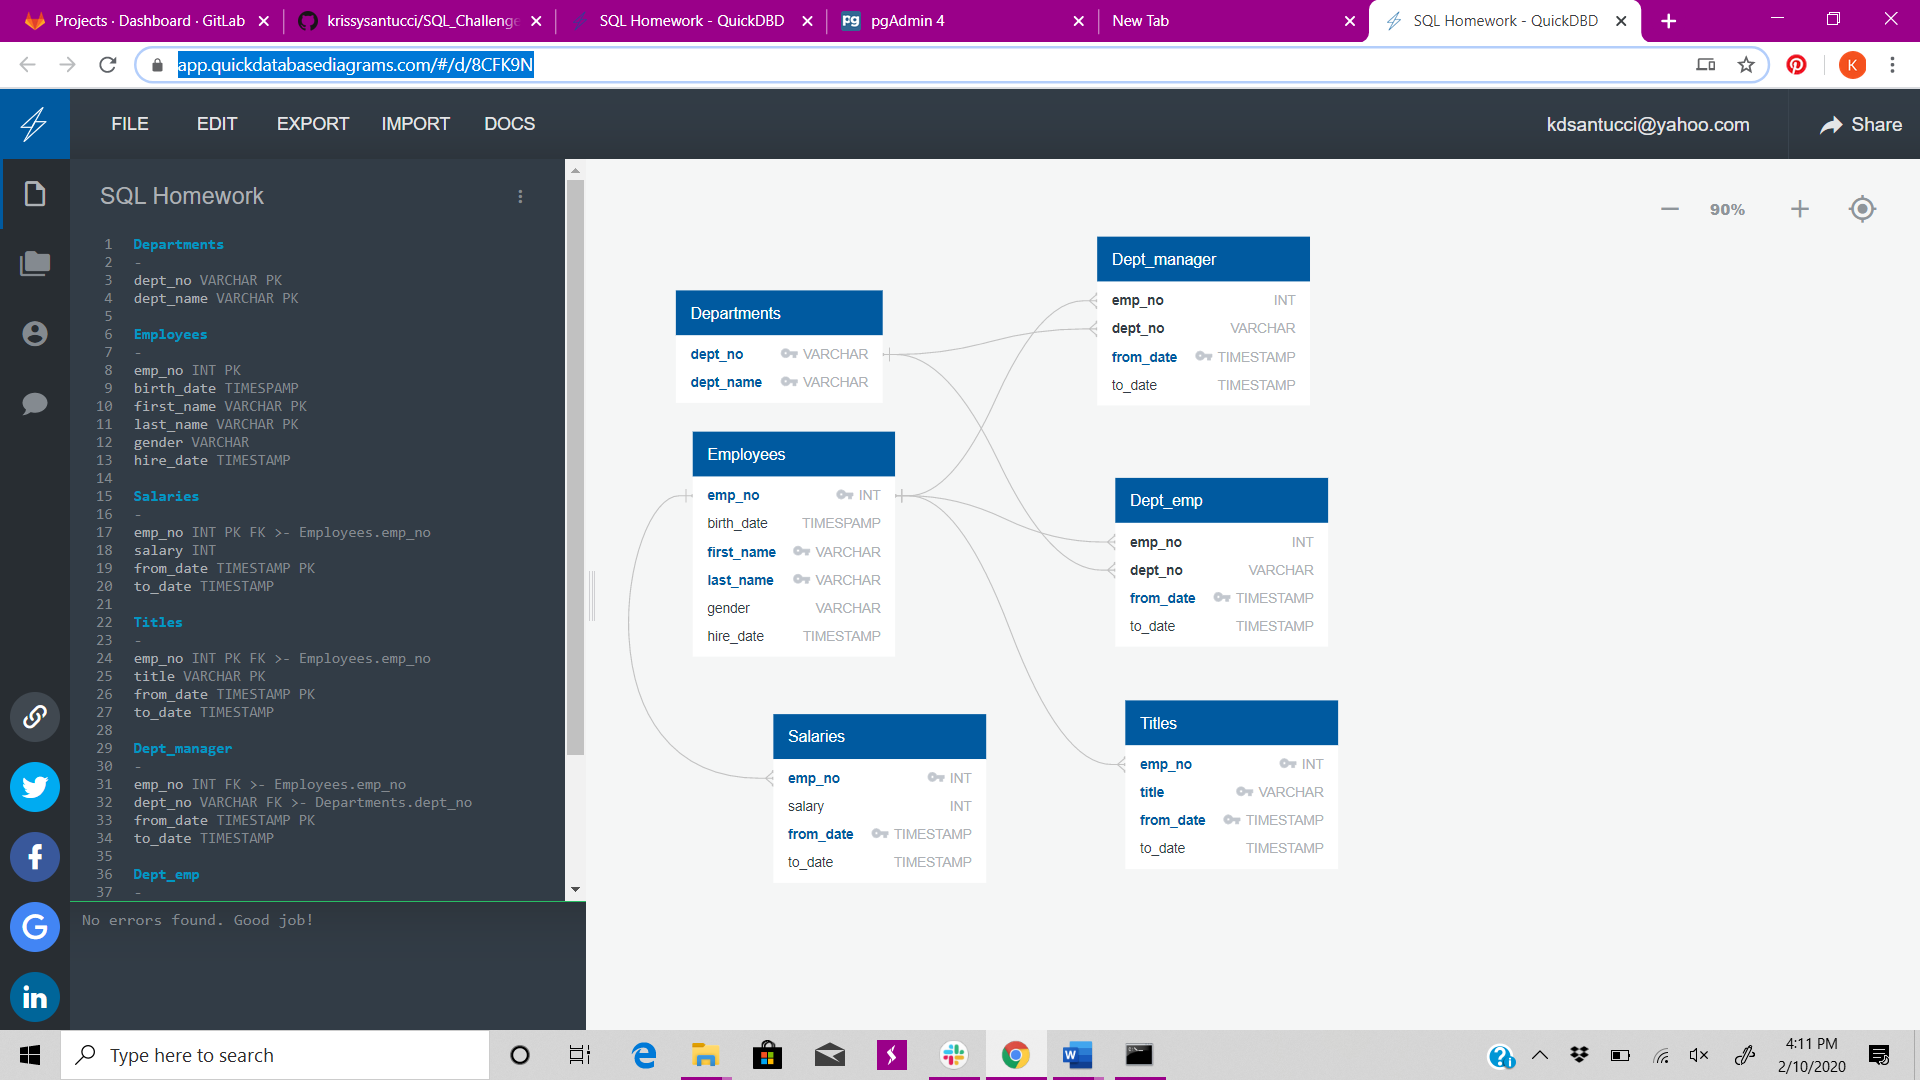 Projects · Dashboard · GitLab
krissysantucci/SQL_Challenge
SQL Homework - QuickDBD
pgAdmin 4
New Tab
SQL Homework - QuickDBD
app.quickdatabasediagrams.com/#/d/8CFK9N
K
FILE EDIT EXPORT IMPORT DOCS
kdsantucci@yahoo.com
Share
SQL Homework
1 Departments
2 -
3 dept_no VARCHAR PK
4 dept_name VARCHAR PK
5
6 Employees
7 -
8 emp_no INT PK
9 birth_date TIMESPAMP
10 first_name VARCHAR PK
11 last_name VARCHAR PK
12 gender VARCHAR
13 hire_date TIMESTAMP
14
15 Salaries
16 -
17 emp_no INT PK FK >- Employees.emp_no
18 salary INT
19 from_date TIMESTAMP PK
20 to_date TIMESTAMP
21
22 Titles
23 -
24 emp_no INT PK FK >- Employees.emp_no
25 title VARCHAR PK
26 from_date TIMESTAMP PK
27 to_date TIMESTAMP
28
29 Dept_manager
30 -
31 emp_no INT FK >- Employees.emp_no
32 dept_no VARCHAR FK >- Departments.dept_no
33 from_date TIMESTAMP PK
34 to_date TIMESTAMP
35
36 Dept_emp
37 -
No errors found. Good job!
90%
Departments
dept_no VARCHAR
dept_name VARCHAR
Employees
emp_no INT
birth_date TIMESPAMP
first_name VARCHAR
last_name VARCHAR
gender VARCHAR
hire_date TIMESTAMP
Salaries
emp_no INT
salary INT
from_date TIMESTAMP
to_date TIMESTAMP
Dept_manager
emp_no INT
dept_no VARCHAR
from_date TIMESTAMP
to_date TIMESTAMP
Dept_emp
emp_no INT
dept_no VARCHAR
from_date TIMESTAMP
to_date TIMESTAMP
Titles
emp_no INT
title VARCHAR
from_date TIMESTAMP
to_date TIMESTAMP
Type here to search
4:11 PM
2/10/2020